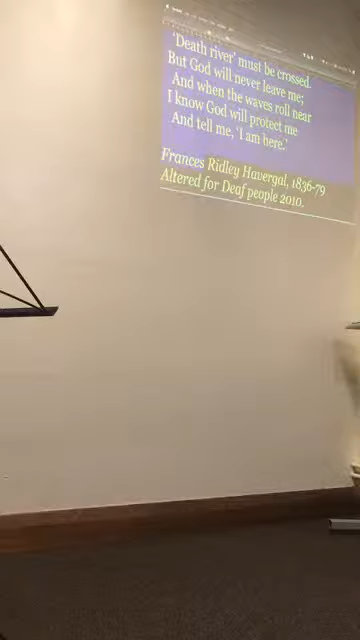 'Death river' must be crossed.
But God will never leave me;
And when the waves roll near
I know God will protect me
And tell me, 'I am here.'
Frances Ridley Havergal, 1836-79
Altered for Deaf people 2010.